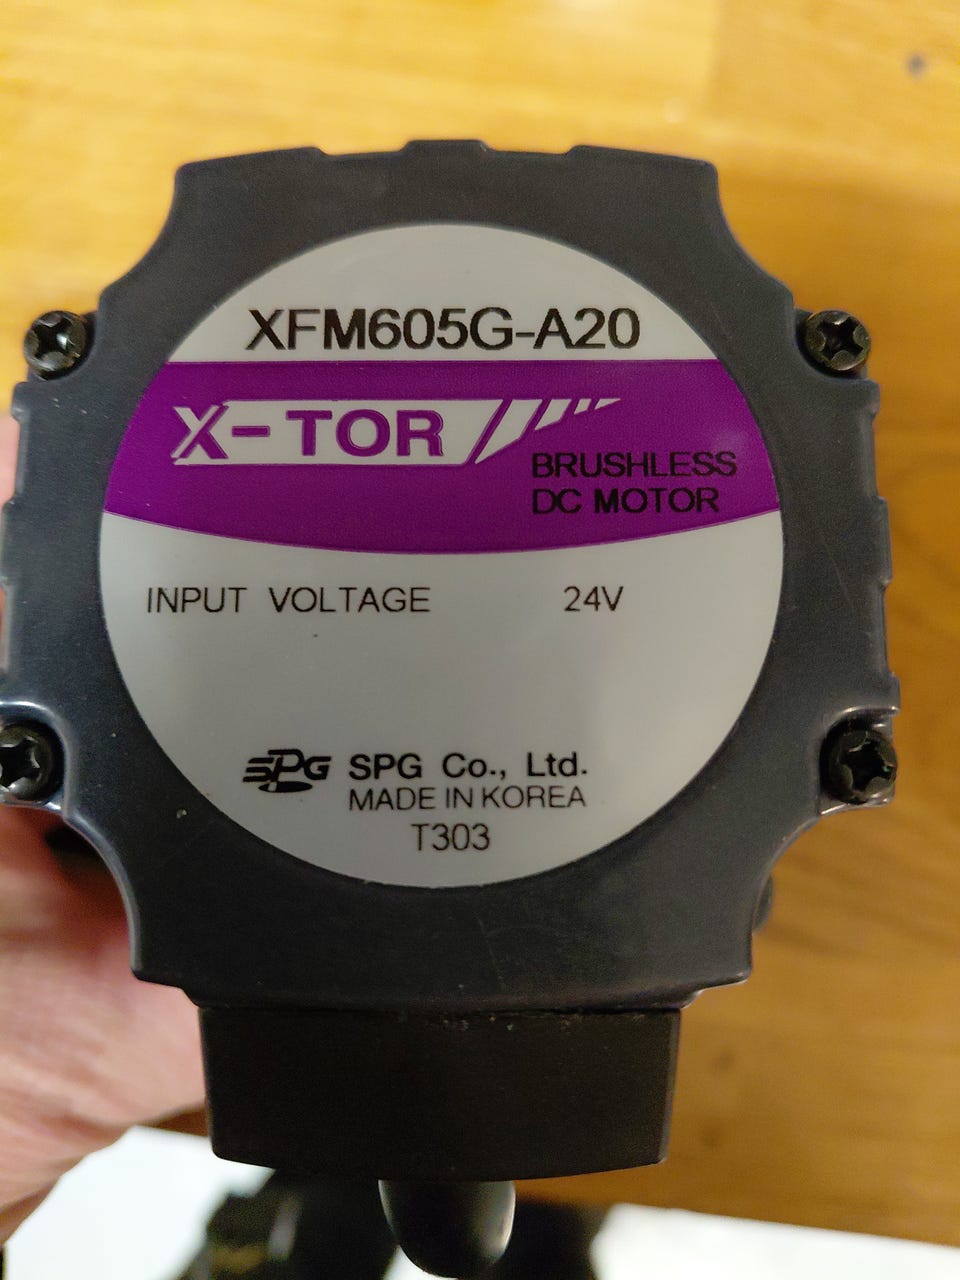 XFM605G-A20
X-TOR
BRUSHLESS
DC MOTOR
INPUT VOLTAGE 24V
SPG SPG Co., Ltd.
MADE IN KOREA
T303